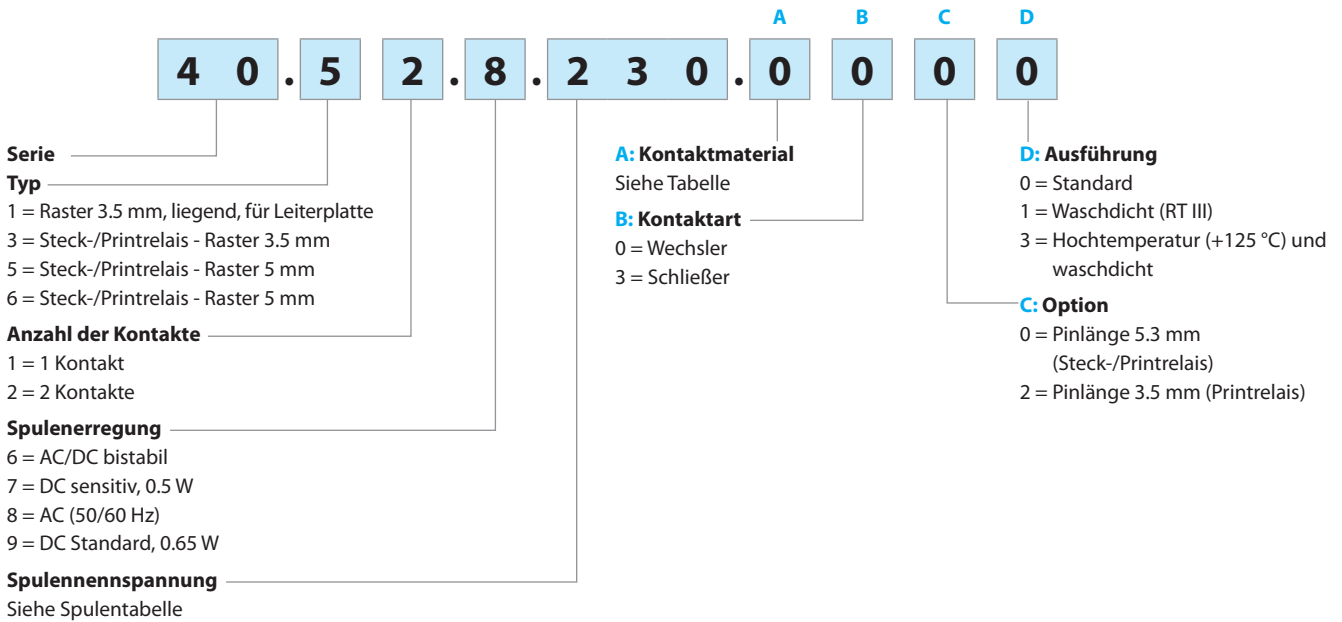 A B C D
4 0 . 5 2 . 8 . 2 3 0 . 0 0 0 0
Serie
Typ
1 = Raster 3.5 mm, liegend, für Leiterplatte
3 = Steck-/Printrelais - Raster 3.5 mm
5 = Steck-/Printrelais - Raster 5 mm
6 = Steck-/Printrelais - Raster 5 mm
Anzahl der Kontakte
1 = 1 Kontakt
2 = 2 Kontakte
Spulenerregung
6 = AC/DC bistabil
7 = DC sensitiv, 0.5 W
8 = AC (50/60 Hz)
9 = DC Standard, 0.65 W
Spulennennspannung
Siehe Spulentabelle
A: Kontaktmaterial
Siehe Tabelle
B: Kontaktart
0 = Wechsler
3 = Schließer
D: Ausführung
0 = Standard
1 = Waschdicht (RT III)
3 = Hochtemperatur (+125 °C) und
waschdicht
C: Option
0 = Pinlänge 5.3 mm
(Steck-/Printrelais)
2 = Pinlänge 3.5 mm (Printrelais)